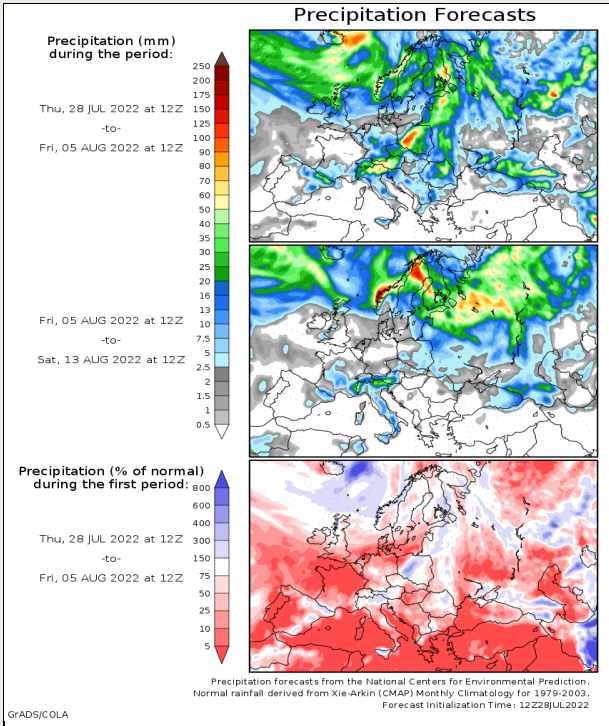 Precipitation Forecasts
Precipitation (mm)
during the period:
Thu, 28 JUL 2022 at 12Z
-to-
Fri, 05 AUG 2022 at 12Z
250
200
175
150
125
100
90
80
70
60
50
40
35
30
25
20
16
13
10
7.5
5
2.5
2
1.5
1
0.5
Fri, 05 AUG 2022 at 12Z
-to-
Sat, 13 AUG 2022 at 12Z
Precipitation (% of normal)
during the first period:
Thu, 28 JUL 2022 at 12Z
-to-
Fri, 05 AUG 2022 at 12Z
800
600
400
300
150
75
50
25
10
5
Precipitation forecasts from the National Centers for Environmental Prediction.
Normal rainfall derived from Xie-Arkin (CMAP) Monthly Climatology for 1979-2003.
Forecast Initialization Time: 12Z28JUL2022
GrADS/COLA